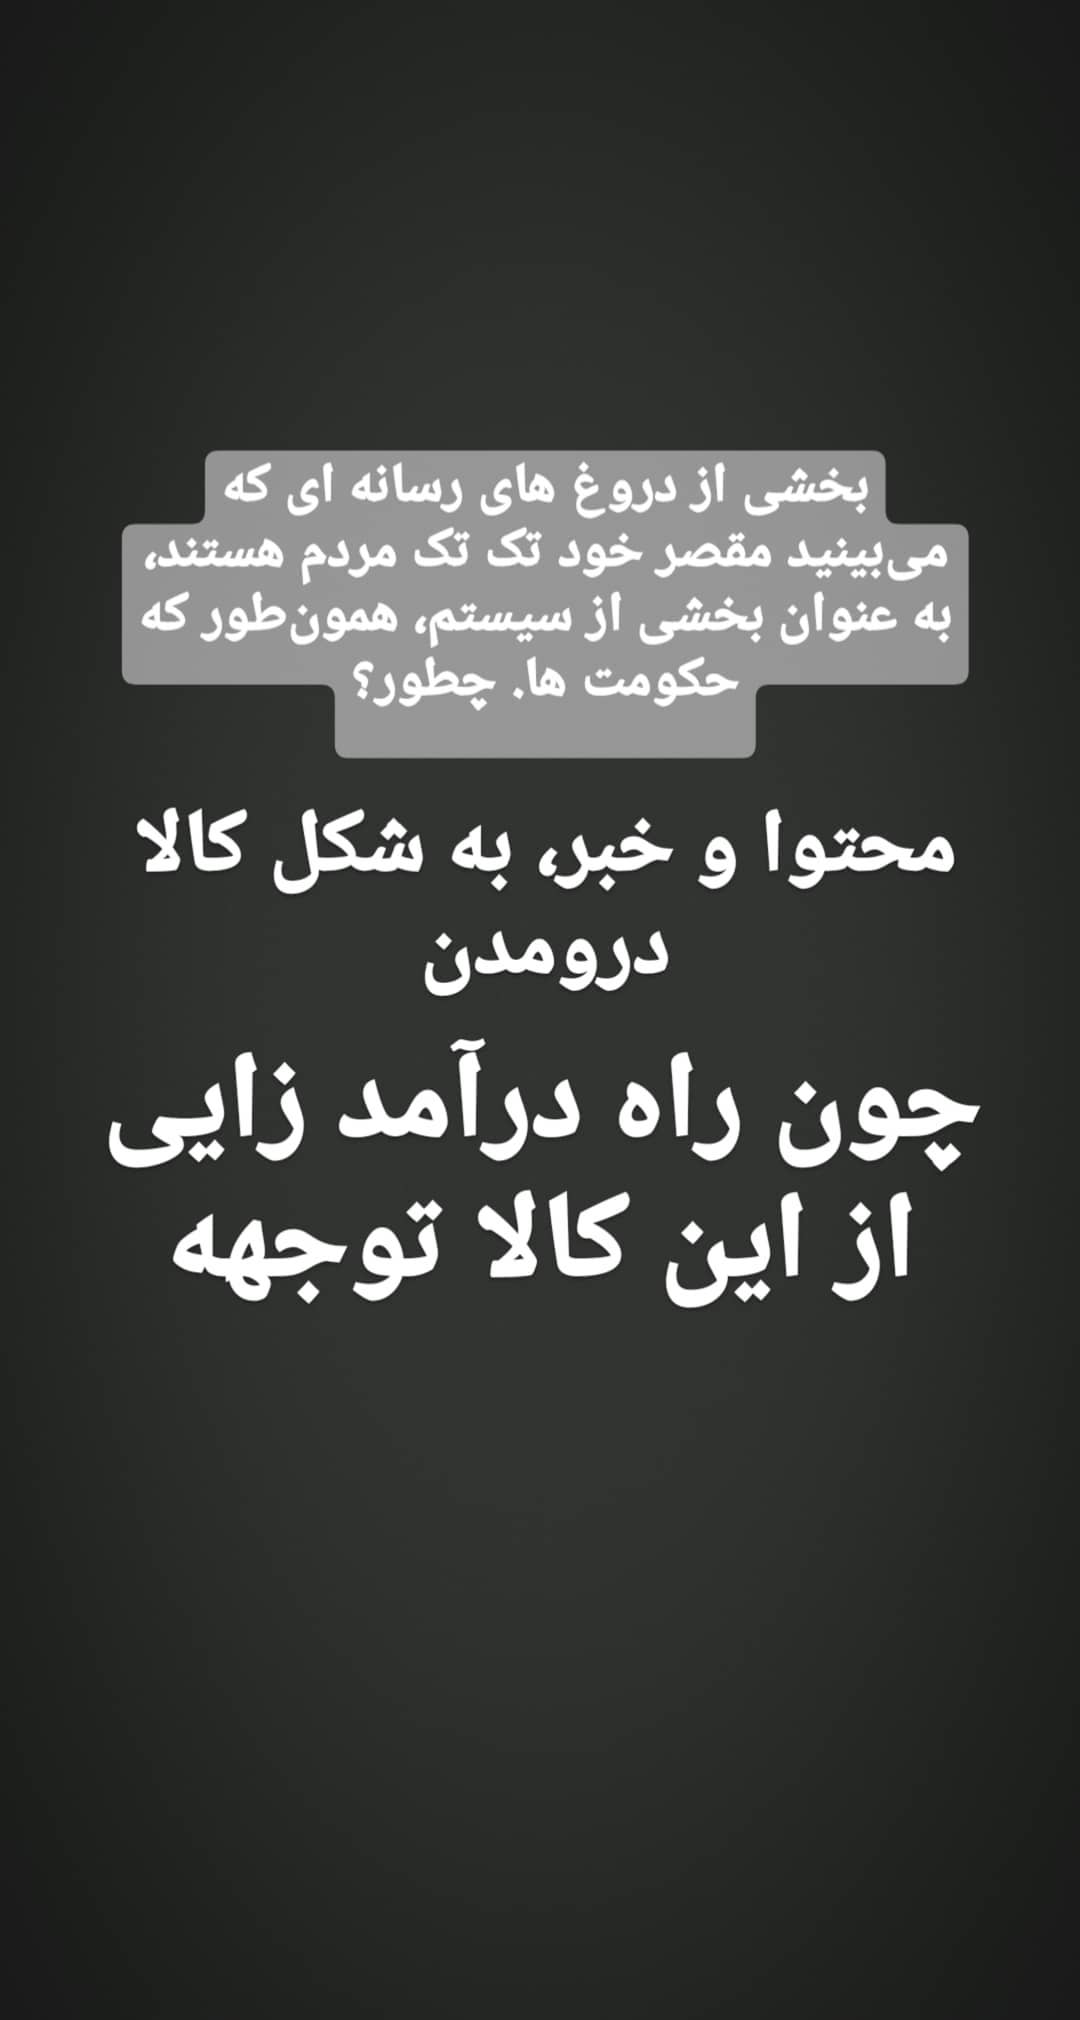 بخشی از دروغ های رسانه ای که
می‌بینید مقصر خود تک تک مردم هستند،
به عنوان بخشی از سیستم، همون‌طور که
حکومت ها. چطور؟
محتوا و خبر، به شکل کالا
درومدن
چون راه درآمد زایی
از این کالا توجهه